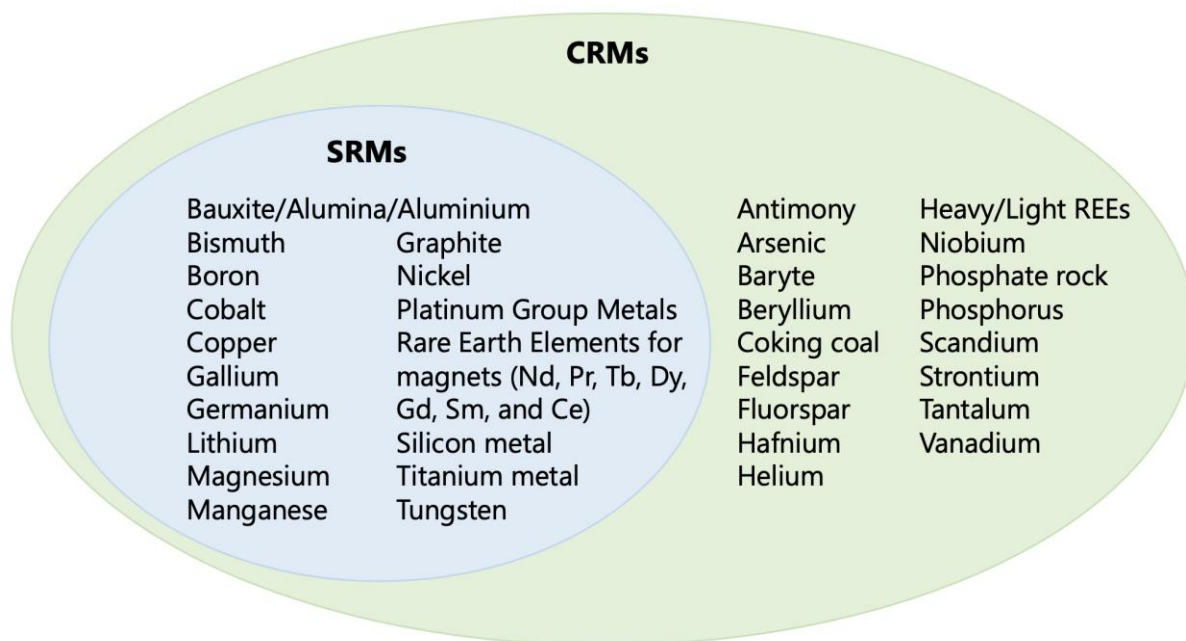 CRMs
SRMs
Bauxite/Alumina/Aluminium
Bismuth
Boron
Cobalt
Copper
Gallium
Germanium
Lithium
Magnesium
Manganese
Graphite
Nickel
Platinum Group Metals
Rare Earth Elements for
magnets (Nd, Pr, Tb, Dy,
Gd, Sm, and Ce)
Silicon metal
Titanium metal
Tungsten
Antimony
Arsenic
Baryte
Beryllium
Coking coal
Feldspar
Fluorspar
Hafnium
Helium
Heavy/Light REEs
Niobium
Phosphate rock
Phosphorus
Scandium
Strontium
Tantalum
Vanadium